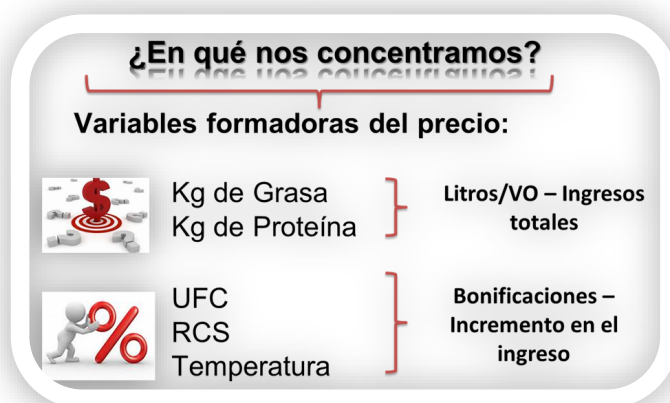 ¿En qué nos concentramos?
Variables formadoras del precio:
Kg de Grasa
Kg de Proteína
Litros/VO – Ingresos
totales
UFC
RCS
Temperatura
Bonificaciones –
Incremento en el
ingreso